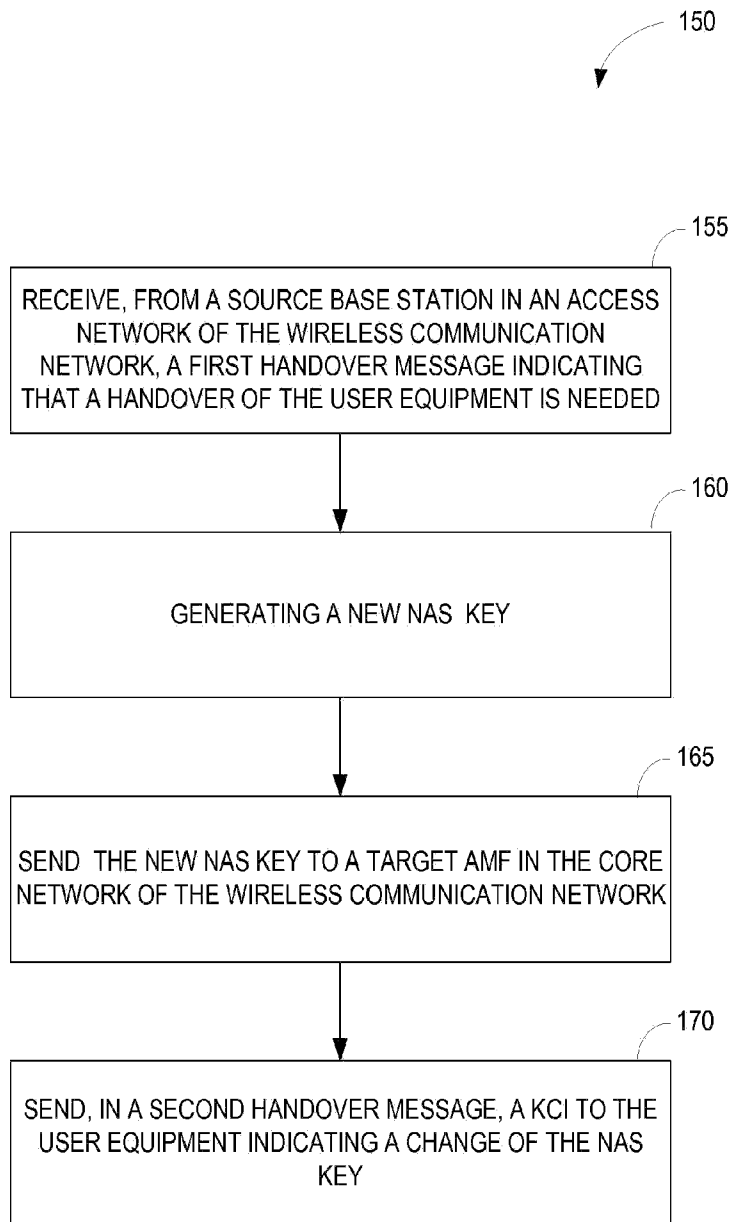 150
155
RECEIVE, FROM A SOURCE BASE STATION IN AN ACCESS
NETWORK OF THE WIRELESS COMMUNICATION
NETWORK, A FIRST HANDOVER MESSAGE INDICATING
THAT A HANDOVER OF THE USER EQUIPMENT IS NEEDED
160
GENERATING A NEW NAS KEY
165
SEND THE NEW NAS KEY TO A TARGET AMF IN THE CORE
NETWORK OF THE WIRELESS COMMUNICATION NETWORK
170
SEND, IN A SECOND HANDOVER MESSAGE, A KCI TO THE
USER EQUIPMENT INDICATING A CHANGE OF THE NAS
KEY